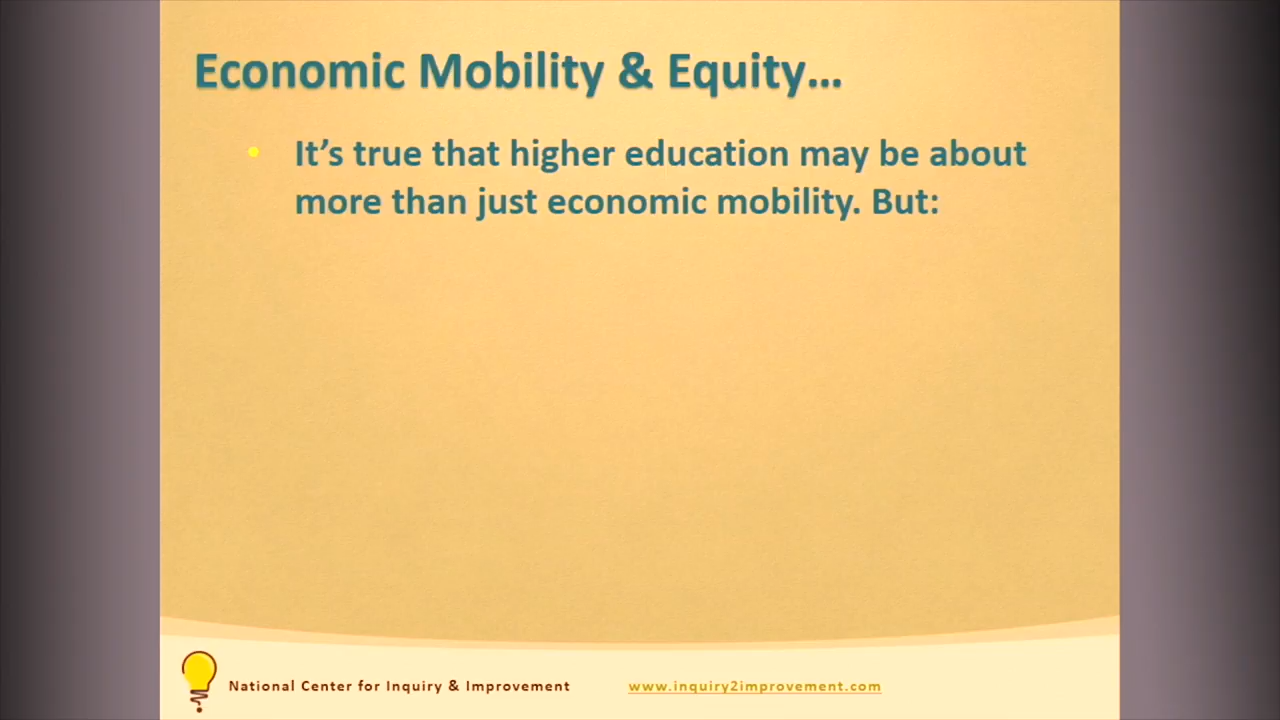 Economic Mobility & Equity…
• It’s true that higher education may be about
more than just economic mobility. But:
National Center for Inquiry & Improvement www.inquiry2improvement.com